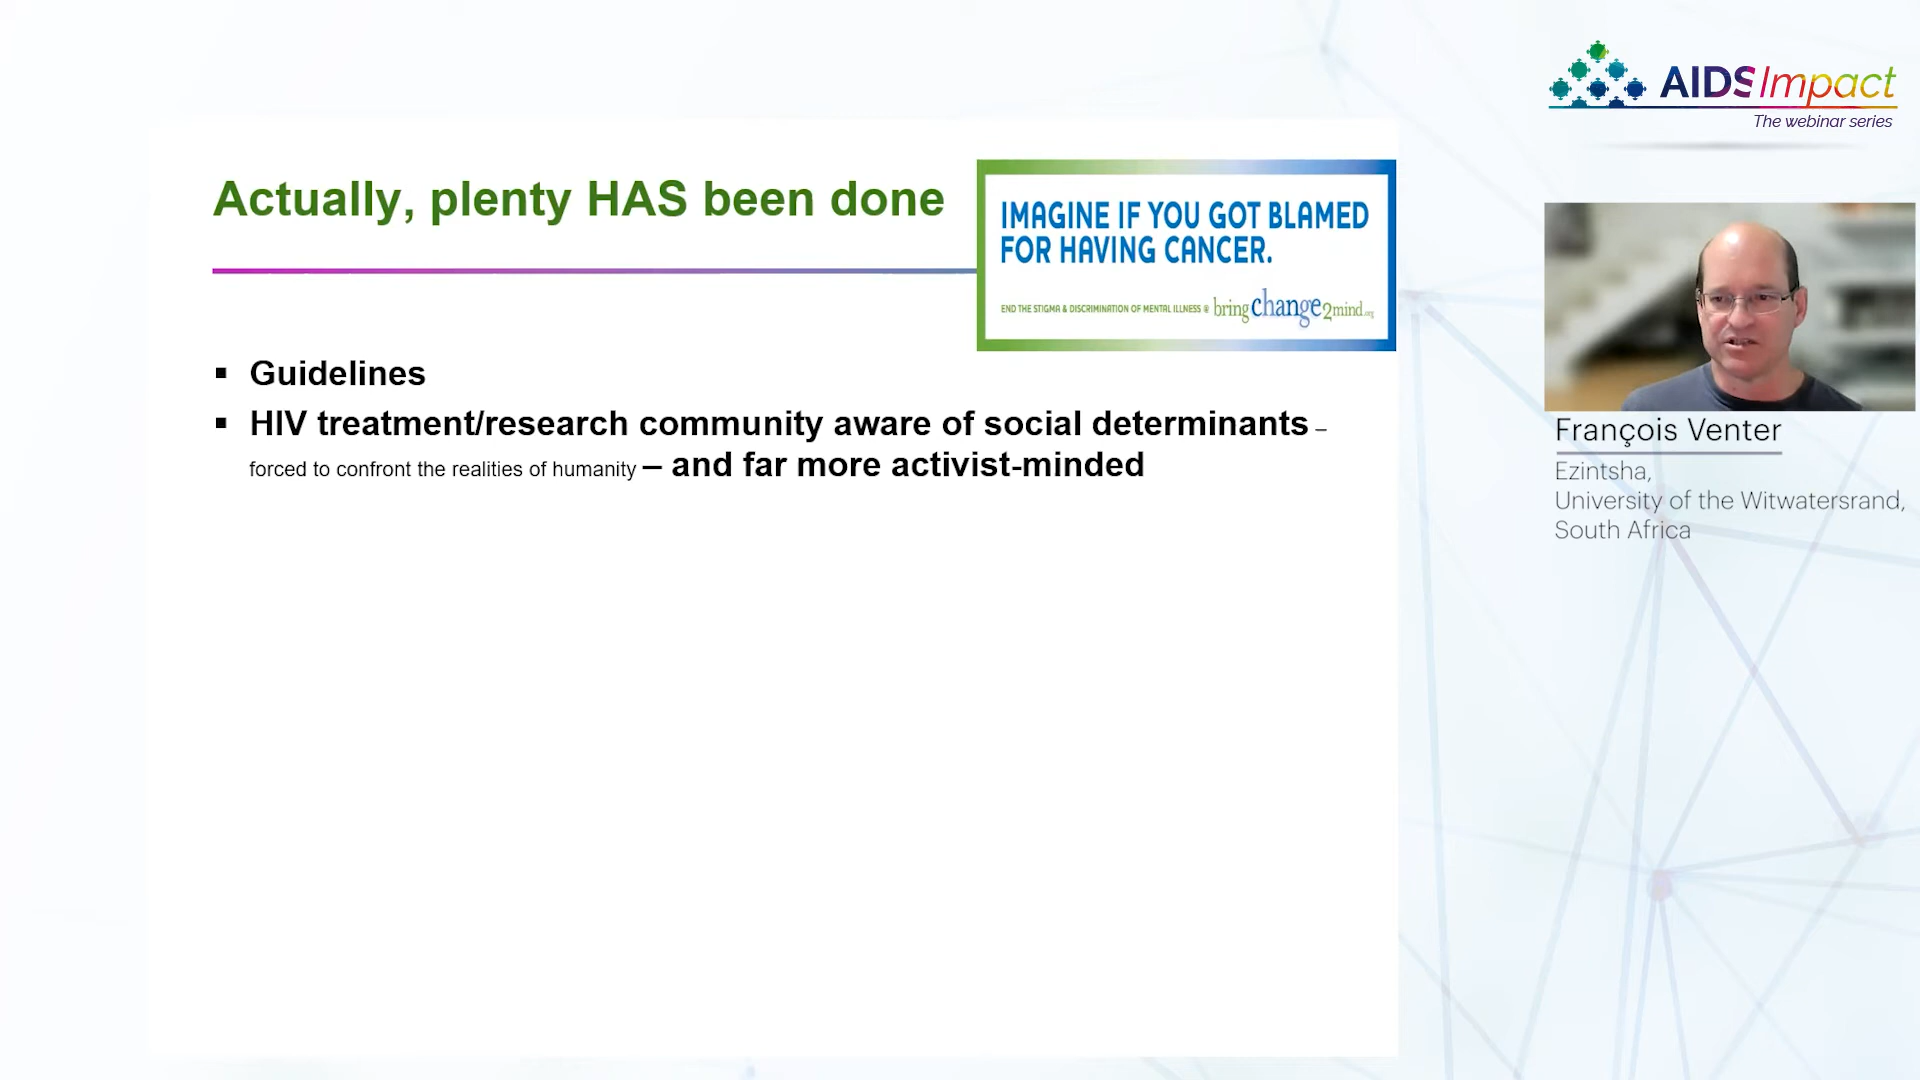 AIDSImpact
The webinar series
Actually, plenty HAS been done
IMAGINE IF YOU GOT BLAMED
FOR HAVING CANCER.
END THE STIGMA & DISCRIMINATION OF MENTAL ILLNESS @ bringchange2mind.org
▪ Guidelines
▪ HIV treatment/research community aware of social determinants –
forced to confront the realities of humanity – and far more activist-minded
François Venter
Ezintsha,
University of the Witwatersrand,
South Africa